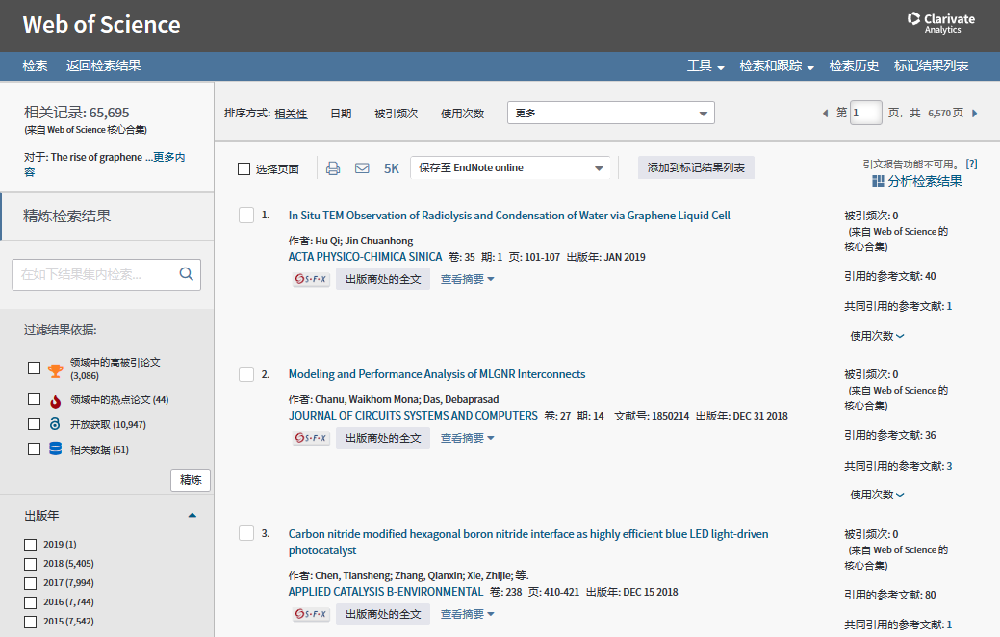 Web of Science
Clarivate
Analytics
检索 返回检索结果 工具 检索和跟踪 检索历史 标记结果列表
相关记录: 65,695
(来自 Web of Science 核心合集)
对于: The rise of graphene ...更多内
容
精炼检索结果
在如下结果集内检索...
过滤结果依据:
领域中的高被引论文
(3,086)
领域中的热点论文 (44)
开放获取 (10,947)
相关数据 (51)
精炼
出版年
2019 (1)
2018 (5,405)
2017 (7,994)
2016 (7,744)
2015 (7,542)
排序方式: 相关性 日期 被引频次 使用次数 更多
第 1 页, 共 6,570 页
选择页面 5K 保存至 EndNote online 添加到标记结果列表
引文报告功能不可用。 [?]
分析检索结果
1. In Situ TEM Observation of Radiolysis and Condensation of Water via Graphene Liquid Cell
作者: Hu Qi; Jin Chuanhong
ACTA PHYSICO-CHIMICA SINICA 卷: 35 期: 1 页: 101-107 出版年: JAN 2019
S·F·X 出版商处的全文 查看摘要
被引频次: 0
(来自 Web of Science 的
核心合集)
引用的参考文献: 40
共同引用的参考文献: 1
使用次数
2. Modeling and Performance Analysis of MLGNR Interconnects
作者: Chanu, Waikhom Mona; Das, Debaprasad
JOURNAL OF CIRCUITS SYSTEMS AND COMPUTERS 卷: 27 期: 14 文献号: 1850214 出版年: DEC 31 2018
S·F·X 出版商处的全文 查看摘要
被引频次: 0
(来自 Web of Science 的
核心合集)
引用的参考文献: 36
共同引用的参考文献: 3
使用次数
3. Carbon nitride modified hexagonal boron nitride interface as highly efficient blue LED light-driven
photocatalyst
作者: Chen, Tiansheng; Zhang, Qianxin; Xie, Zhijie; 等.
APPLIED CATALYSIS B-ENVIRONMENTAL 卷: 238 页: 410-421 出版年: DEC 15 2018
S·F·X 出版商处的全文 查看摘要
被引频次: 0
(来自 Web of Science 的
核心合集)
引用的参考文献: 80
共同引用的参考文献: 1